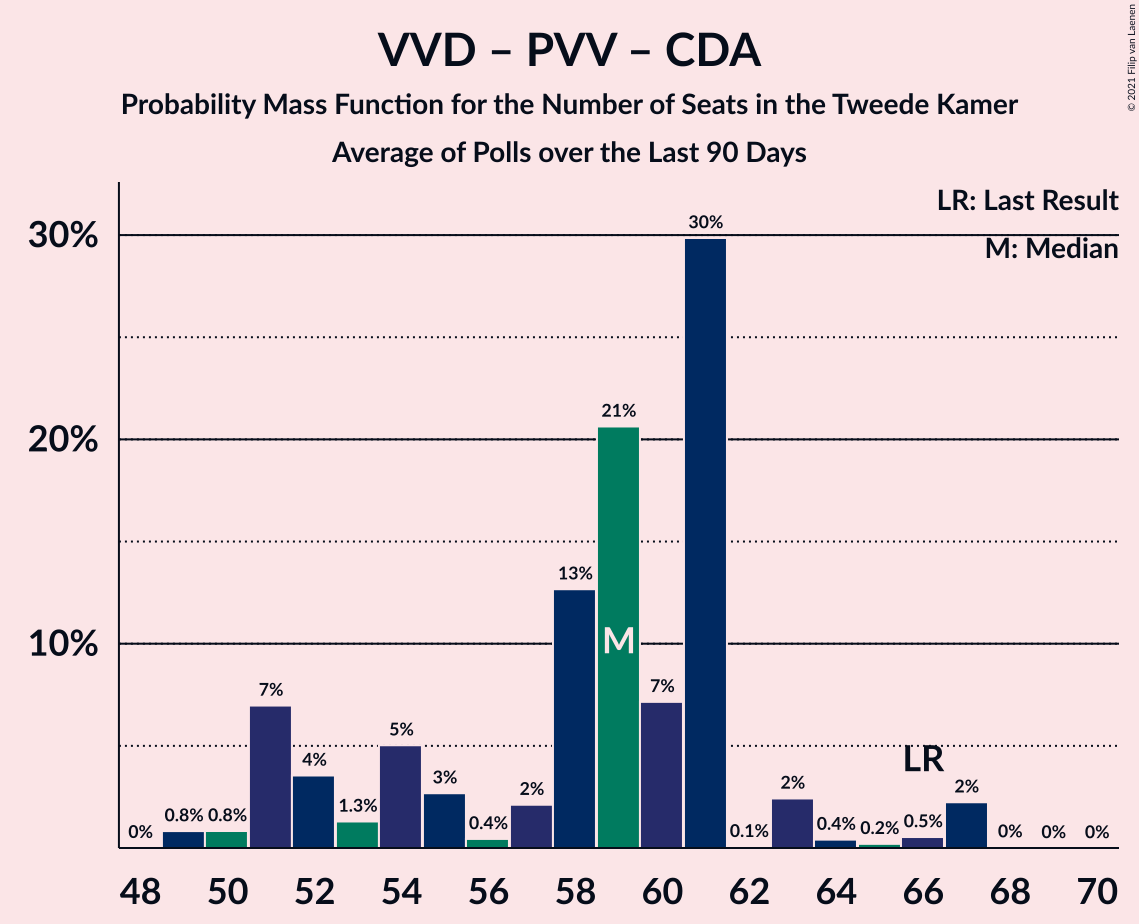 VVD – PVV – CDA
Probability Mass Function for the Number of Seats in the Tweede Kamer
Average of Polls over the Last 90 Days
© 2021 Filip van Laenen
LR: Last Result
M: Median
30%
20%
10%
0%
0.8%
0.8%
7%
4%
1.3%
5%
3%
0.4%
2%
13%
21%
M
7%
30%
0.1%
2%
0.4%
0.2%
LR
0.5%
2%
0%
0%
0%
48 50 52 54 56 58 60 62 64 66 68 70